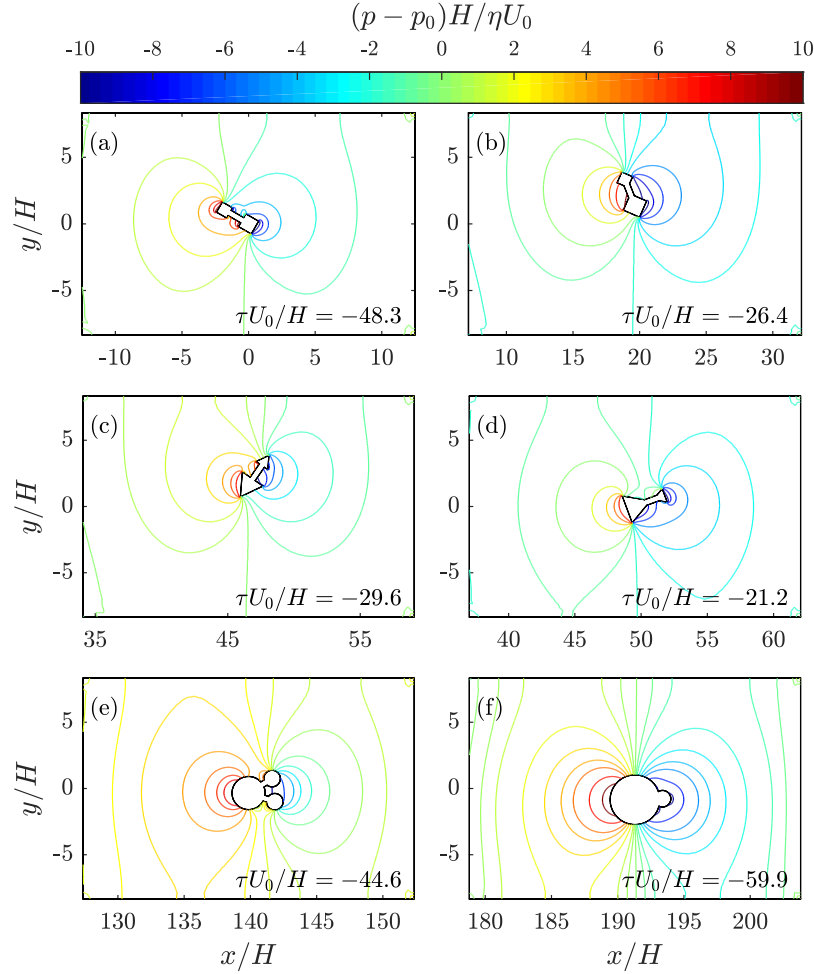 (p − p₀)H/ηU₀
-10 -8 -6 -4 -2 0 2 4 6 8 10
(a) (b)
y/H
5 5
0 0
-5 -5
τU₀/H = −48.3 τU₀/H = −26.4
-10 -5 0 5 10 10 15 20 25 30
(c) (d)
y/H
5 5
0 0
-5 -5
τU₀/H = −29.6 τU₀/H = −21.2
35 45 55 40 45 50 55 60
(e) (f)
y/H
5 5
0 0
-5 -5
τU₀/H = −44.6 τU₀/H = −59.9
130 135 140 145 150 180 185 190 195 200
x/H x/H